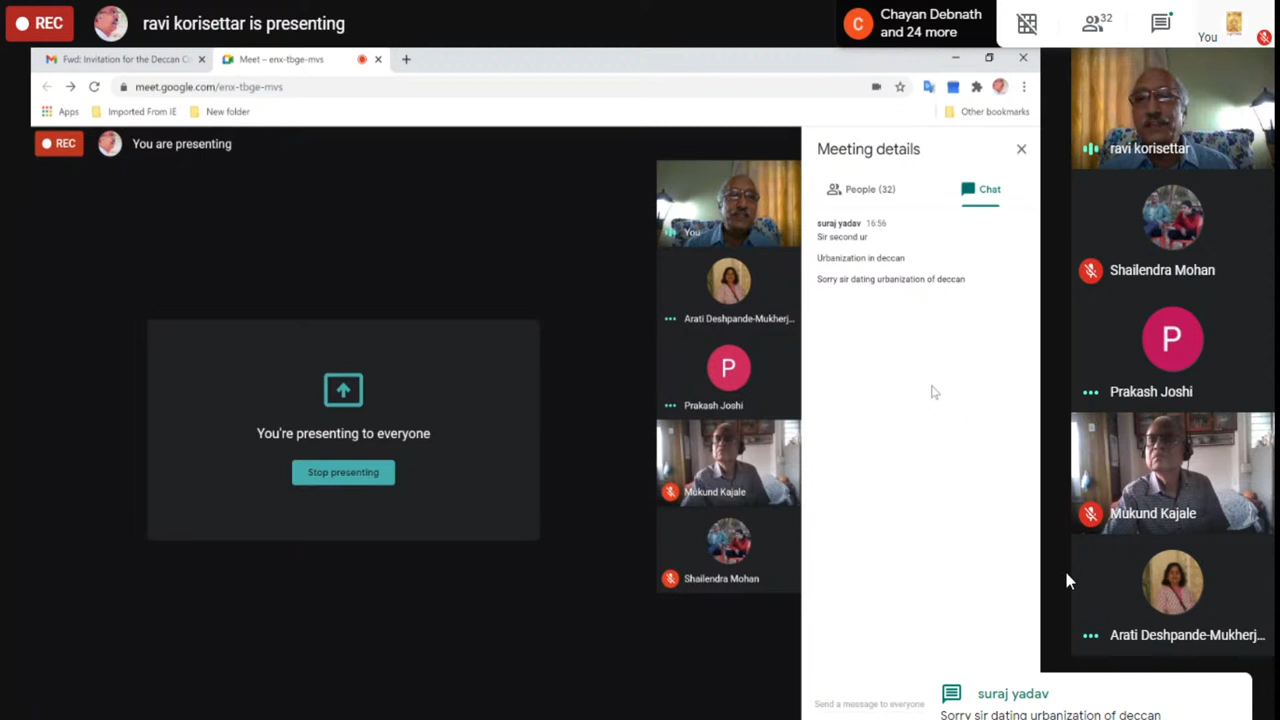 REC
ravi korisettar is presenting
C
Chayan Debnath
and 24 more
32
You
Fwd: Invitation for the Deccan C
Meet – enx-tbge-mvs
meet.google.com/enx-tbge-mvs
Apps
Imported From IE
New folder
Other bookmarks
REC
You are presenting
You're presenting to everyone
Stop presenting
You
Arati Deshpande-Mukherj...
P
Prakash Joshi
Mukund Kajale
Shailendra Mohan
Meeting details
People (32)
Chat
suraj yadav 16:56
Sir second ur
Urbanization in deccan
Sorry sir dating urbanization of deccan
Send a message to everyone
ravi korisettar
Shailendra Mohan
P
Prakash Joshi
Mukund Kajale
Arati Deshpande-Mukherj...
suraj yadav
Sorry sir dating urbanization of deccan